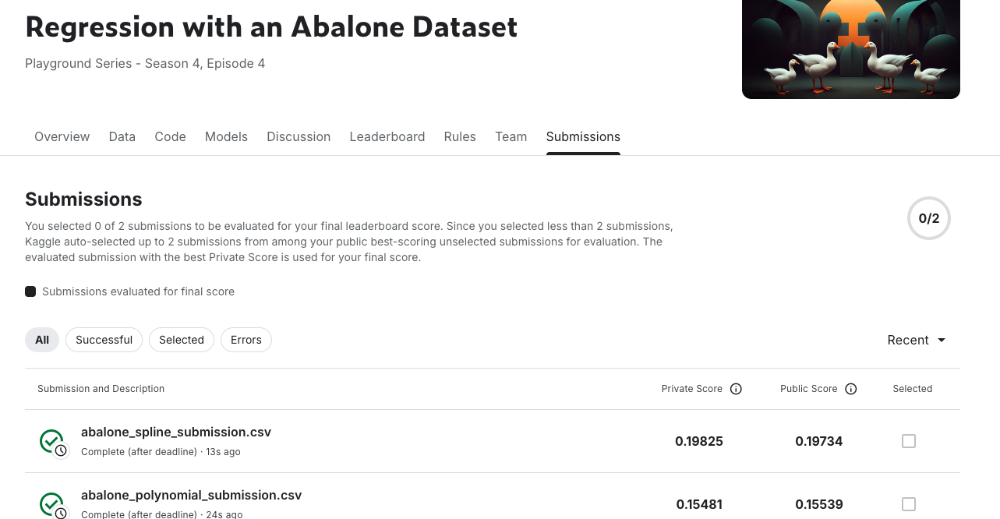 Regression with an Abalone Dataset
Playground Series - Season 4, Episode 4
Overview Data Code Models Discussion Leaderboard Rules Team Submissions
Submissions
0/2
You selected 0 of 2 submissions to be evaluated for your final leaderboard score. Since you selected less than 2 submissions,
Kaggle auto-selected up to 2 submissions from among your public best-scoring unselected submissions for evaluation. The
evaluated submission with the best Private Score is used for your final score.
Submissions evaluated for final score
All Successful Selected Errors Recent
Submission and Description Private Score Public Score Selected
abalone_spline_submission.csv
Complete (after deadline) · 13s ago
0.19825 0.19734
abalone_polynomial_submission.csv
Complete (after deadline) · 24s ago
0.15481 0.15539